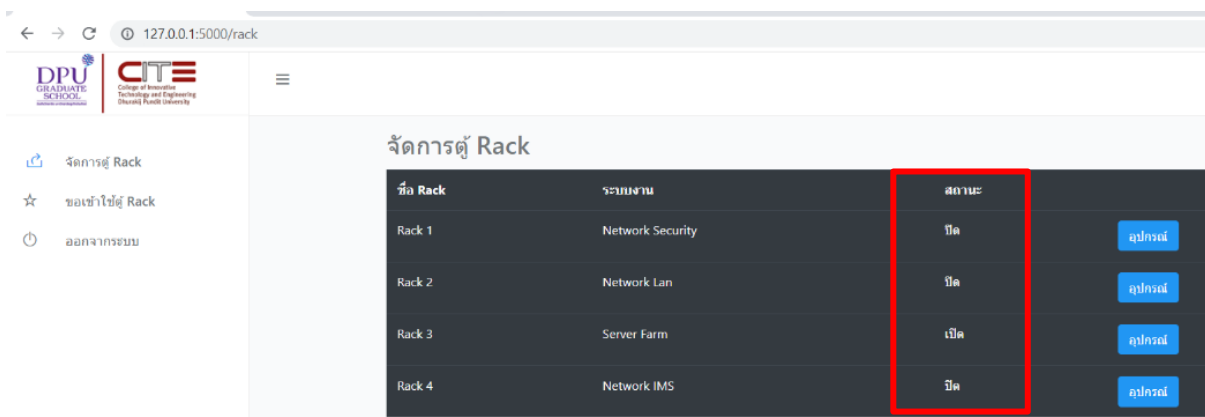 127.0.0.1:5000/rack
DPU
GRADUATE
SCHOOL
CITE
College of Innovative
Technology and Engineering
Dhurakij Pundit University
จัดการตู้ Rack
ขอเข้าใช้ตู้ Rack
ออกจากระบบ
จัดการตู้ Rack
ชื่อ Rack ระบบงาน สถานะ
Rack 1 Network Security ปิด อุปกรณ์
Rack 2 Network Lan ปิด อุปกรณ์
Rack 3 Server Farm เปิด อุปกรณ์
Rack 4 Network IMS ปิด อุปกรณ์